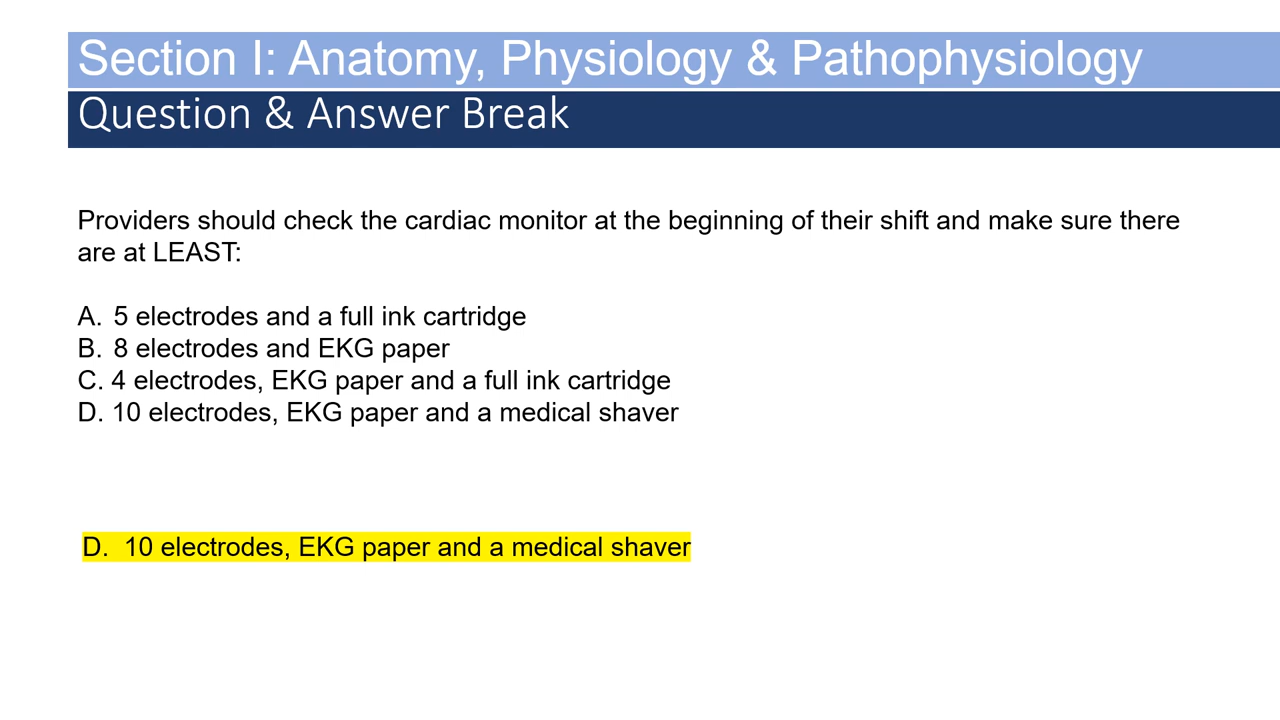 Section I: Anatomy, Physiology & Pathophysiology
Question & Answer Break
Providers should check the cardiac monitor at the beginning of their shift and make sure there
are at LEAST:
A. 5 electrodes and a full ink cartridge
B. 8 electrodes and EKG paper
C. 4 electrodes, EKG paper and a full ink cartridge
D. 10 electrodes, EKG paper and a medical shaver
D. 10 electrodes, EKG paper and a medical shaver